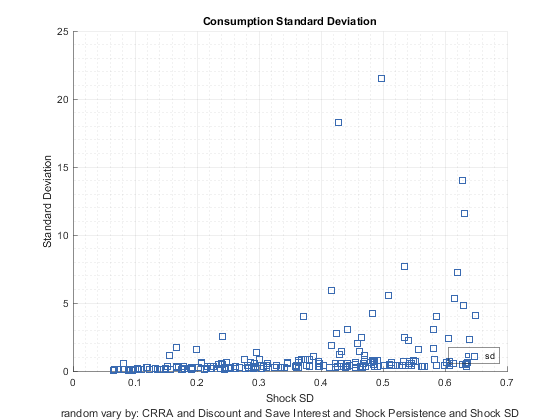 Consumption Standard Deviation
25
20
15
10
5
0
Standard Deviation
0 0.1 0.2 0.3 0.4 0.5 0.6 0.7
sd
Shock SD
random vary by: CRRA and Discount and Save Interest and Shock Persistence and Shock SD